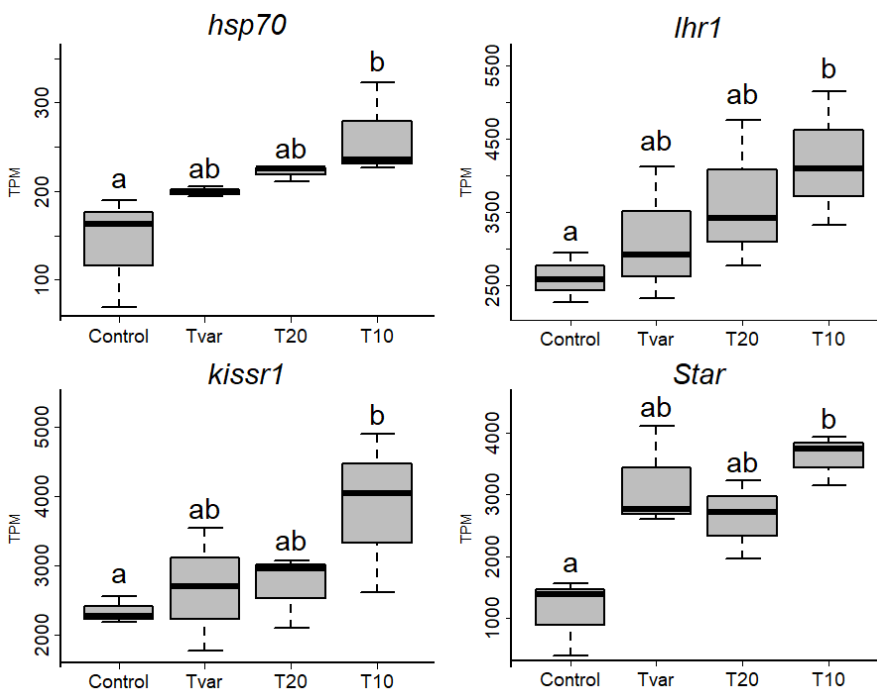 hsp70
TPM
300
200
100
a
ab
ab
b
Control Tvar T20 T10
lhr1
TPM
5500
4500
3500
2500
a
ab
ab
b
Control Tvar T20 T10
kissr1
TPM
5000
4000
3000
2000
a
ab
ab
b
Control Tvar T20 T10
Star
TPM
4000
3000
2000
1000
a
ab
ab
b
Control Tvar T20 T10